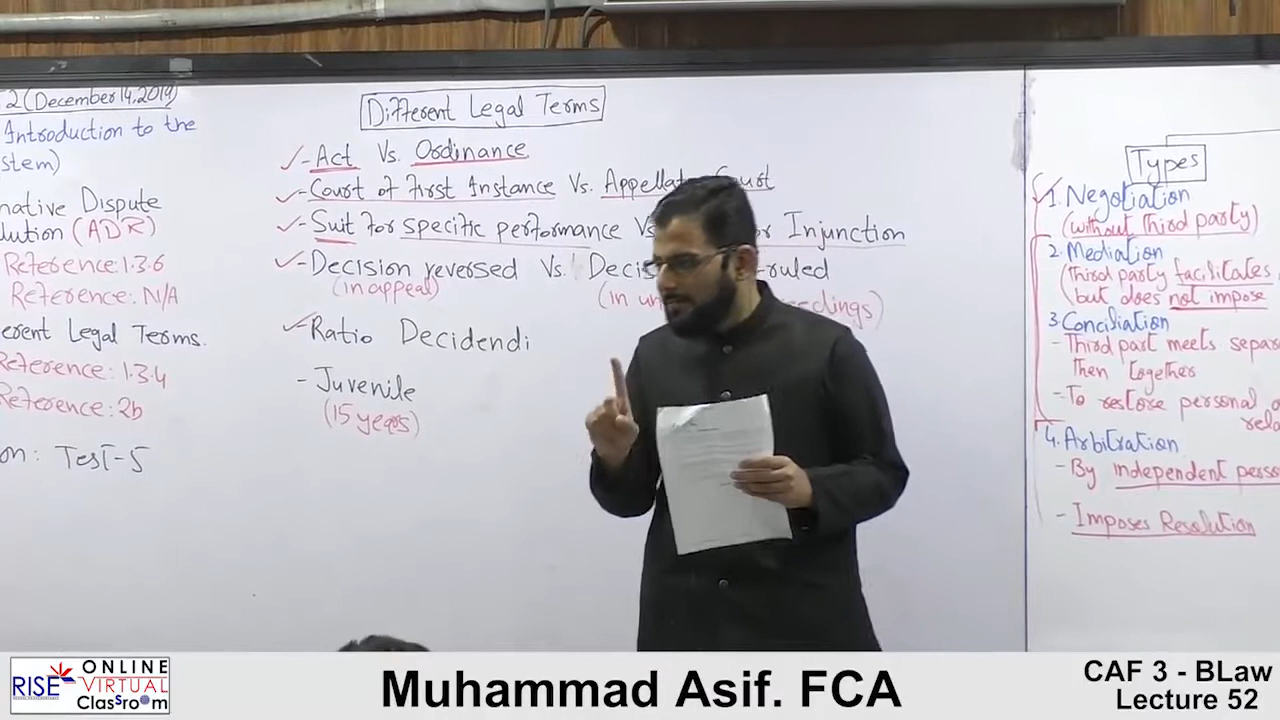 2 (December 14, 2019)
Introduction to the
stem)
native Dispute
lution (ADR)
Reference: 1.3.6
Reference: N/A
erent Legal Terms.
Reference: 1.3.4
Reference: 2b
on: Test-5
Different Legal Terms
- Act Vs. Ordinance
- Court of First Instance Vs. Appellate Court
- Suit for specific performance Vs or Injunction
- Decision reversed Vs. Decis -ruled
(in appeal) (in un edings)
- Ratio Decidendi
- Juvenile
(15 years)
Types
1. Negotiation
(without third party)
2. Mediation
(Third party facilitates
but does not impose
3. Conciliation
- Third part meets separ
Then together
- To restore personal o
rela
4. Arbitration
- By independent perso
- Imposes Resolution
RISE ONLINE
VIRTUAL
Classroom
Muhammad Asif. FCA
CAF 3 - BLaw
Lecture 52